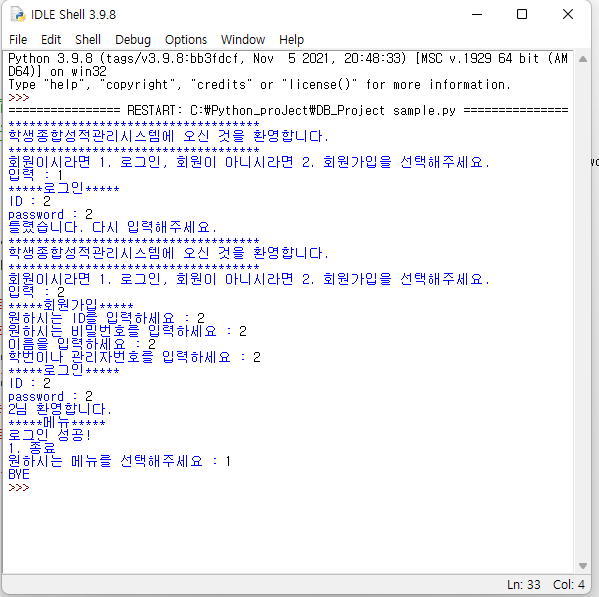 IDLE Shell 3.9.8
File Edit Shell Debug Options Window Help
Python 3.9.8 (tags/v3.9.8:bb3fdcf, Nov  5 2021, 20:48:33) [MSC v.1929 64 bit (AM
D64)] on win32
Type "help", "copyright", "credits" or "license()" for more information.
>>>
=============== RESTART: C:₩Python_proJect₩DB_Project sample.py ===============
************************************
학생종합성적관리시스템에 오신 것을 환영합니다.
************************************
회원이시라면 1. 로그인, 회원이 아니시라면 2. 회원가입을 선택해주세요.
입력 : 1
*****로그인*****
ID : 2
password : 2
틀렸습니다. 다시 입력해주세요.
************************************
학생종합성적관리시스템에 오신 것을 환영합니다.
************************************
회원이시라면 1. 로그인, 회원이 아니시라면 2. 회원가입을 선택해주세요.
입력 : 2
*****회원가입*****
원하시는 ID를 입력하세요 : 2
원하시는 비밀번호를 입력하세요 : 2
이름을 입력하세요 : 2
학번이나 관리자번호를 입력하세요 : 2
*****로그인*****
ID : 2
password : 2
2님 환영합니다.
*****메뉴*****
로그인 성공!
1. 종료
원하시는 메뉴를 선택해주세요 : 1
BYE
>>>
Ln: 33 Col: 4